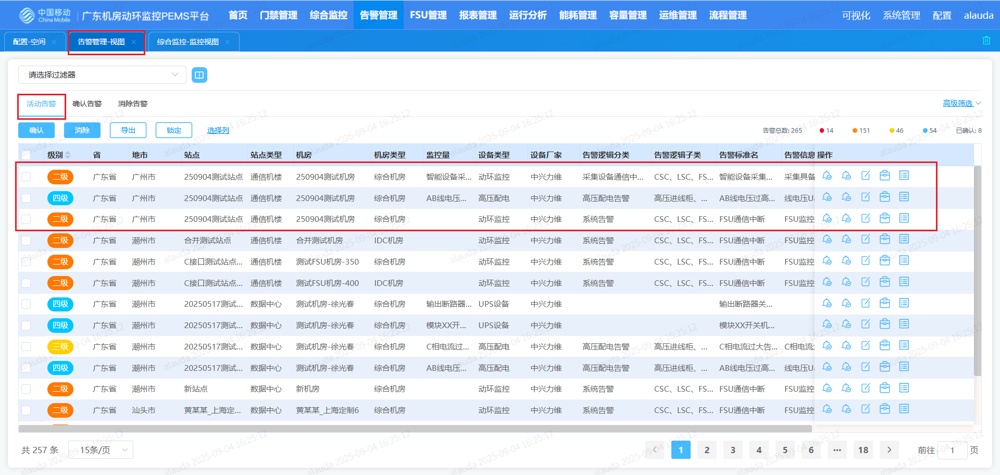 中国移动 China Mobile 广东机房动环监控PEMS平台 首页 门禁管理 综合监控 告警管理 FSU管理 报表管理 运行分析 能耗管理 容量管理 运维管理 流程管理 可视化 系统管理 配置 alauda
配置-空间 × 告警管理-视图 × 综合监控-监控视图 ×
请选择过滤器
活动告警 确认告警 消除告警 高级筛选
确认 消除 导出 锁定 选择列 告警总数: 265 14 151 46 54 已确认: 8
级别 省 地市 站点 站点类型 机房 机房类型 监控量 设备类型 设备厂家 告警逻辑分类 告警逻辑子类 告警标准名 告警信息 操作
二级 广东省 广州市 250904测试站点 通信机楼 250904测试机房 综合机房 智能设备采... 动环监控 中兴力维 采集设备通信中... CSC、LSC、FS... 智能设备采集... 采集具备
四级 广东省 广州市 250904测试站点 通信机楼 250904测试机房 综合机房 AB线电压... 高压配电 中兴力维 高压配电告警 高压进线柜、... AB线电压过高... 线电压U
二级 广东省 广州市 250904测试站点 通信机楼 250904测试机房 综合机房 动环监控 中兴力维 系统告警 CSC、LSC、FS... FSU通信中断 FSU监控
二级 广东省 潮州市 合并测试站点 通信机楼 合并测试机房 IDC机房 动环监控 中兴力维 系统告警 CSC、LSC、FS... FSU通信中断 FSU监控
二级 广东省 潮州市 C接口测试站点... 通信机楼 测试FSU机房-350 综合机房 动环监控 中兴力维 系统告警 CSC、LSC、FS... FSU通信中断 FSU监控
二级 广东省 潮州市 C接口测试站点... 通信机楼 测试FSU机房-400 IDC机房 动环监控 中兴力维 系统告警 CSC、LSC、FS... FSU通信中断 FSU监控
四级 广东省 潮州市 20250517测试... 数据中心 测试机房-徐光春 综合机房 输出断路器... UPS设备 中兴力维 输出断路器关...
四级 广东省 潮州市 20250517测试... 数据中心 测试机房-徐光春 综合机房 模块XX开... UPS设备 中兴力维 模块XX开关机...
三级 广东省 潮州市 20250517测试... 数据中心 测试机房-徐光春 综合机房 C相电流过... 高压配电 中兴力维 高压配电告警 高压进线柜、... C相电流过大告... C相电流
四级 广东省 潮州市 20250517测试... 数据中心 测试机房-徐光春 综合机房 AB线电压... 高压配电 中兴力维 高压配电告警 高压进线柜、... AB线电压过高... 线电压U
二级 广东省 潮州市 新站点 数据中心 新机房 综合机房 动环监控 中兴力维 系统告警 CSC、LSC、FS... FSU通信中断 FSU监控
二级 广东省 汕头市 黄某某_上海定... 数据中心 黄某某_上海定制6 综合机房 动环监控 中兴力维 系统告警 CSC、LSC、FS... FSU通信中断 FSU监控
共 257 条 15条/页 1 2 3 4 5 6 ... 18 前往 1 页
alauda 2025-09-04 16:25:12